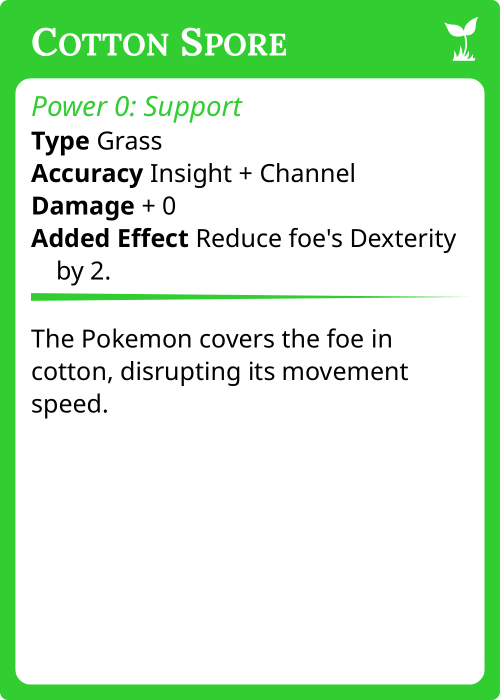 Cotton Spore
Power 0: Support
Type Grass
Accuracy Insight + Channel
Damage + 0
Added Effect Reduce foe's Dexterity
by 2.
The Pokemon covers the foe in
cotton, disrupting its movement
speed.